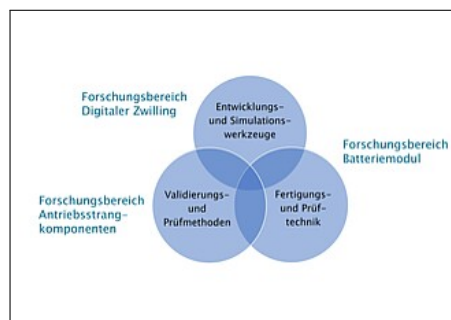 Forschungsbereich
Digitaler Zwilling
Entwicklungs-
und Simulations-
werkzeuge
Forschungsbereich
Batteriemodul
Forschungsbereich
Antriebsstrang-
komponenten
Validierungs-
und
Prüfmethoden
Fertigungs-
und Prüf-
technik